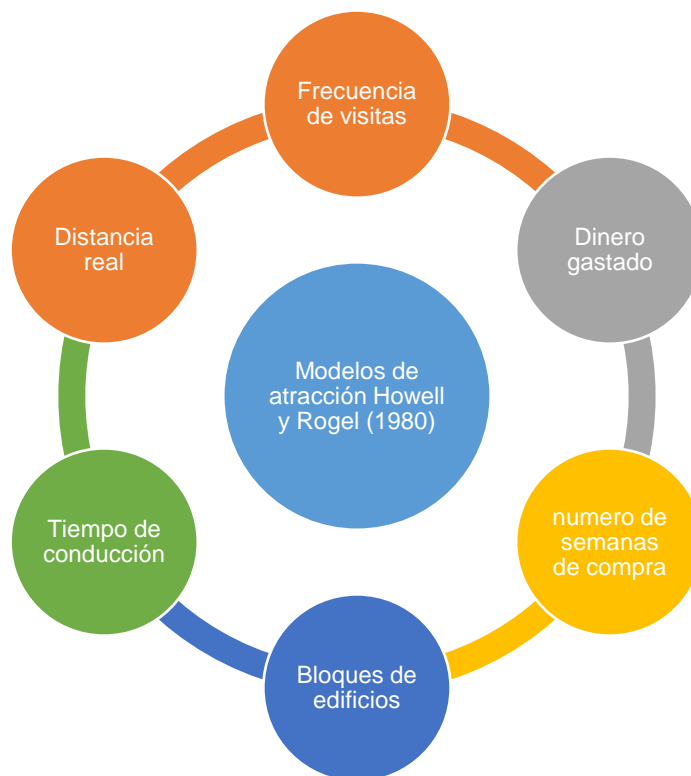 Frecuencia
de visitas
Dinero
gastado
numero de
semanas
de compra
Bloques de
edificios
Tiempo de
conducción
Distancia
real
Modelos de
atracción Howell
y Rogel (1980)